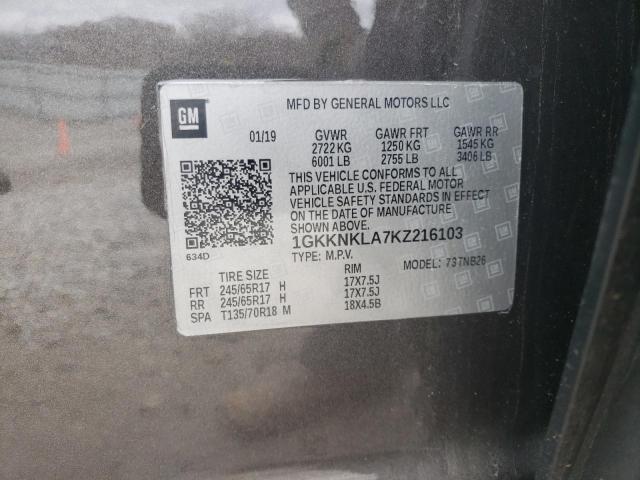 GM
MFD BY GENERAL MOTORS LLC
01/19 GVWR GAWR FRT GAWR RR
2722 KG 1250 KG 1545 KG
6001 LB 2755 LB 3406 LB
THIS VEHICLE CONFORMS TO ALL
APPLICABLE U.S. FEDERAL MOTOR
VEHICLE SAFETY STANDARDS IN EFFECT
ON THE DATE OF MANUFACTURE
SHOWN ABOVE.
1GKKNKLA7KZ216103
634D
TYPE: M.P.V. MODEL: 73TNB26
TIRE SIZE RIM
FRT 245/65R17 H 17X7.5J
RR 245/65R17 H 17X7.5J
SPA T135/70R18 M 18X4.5B